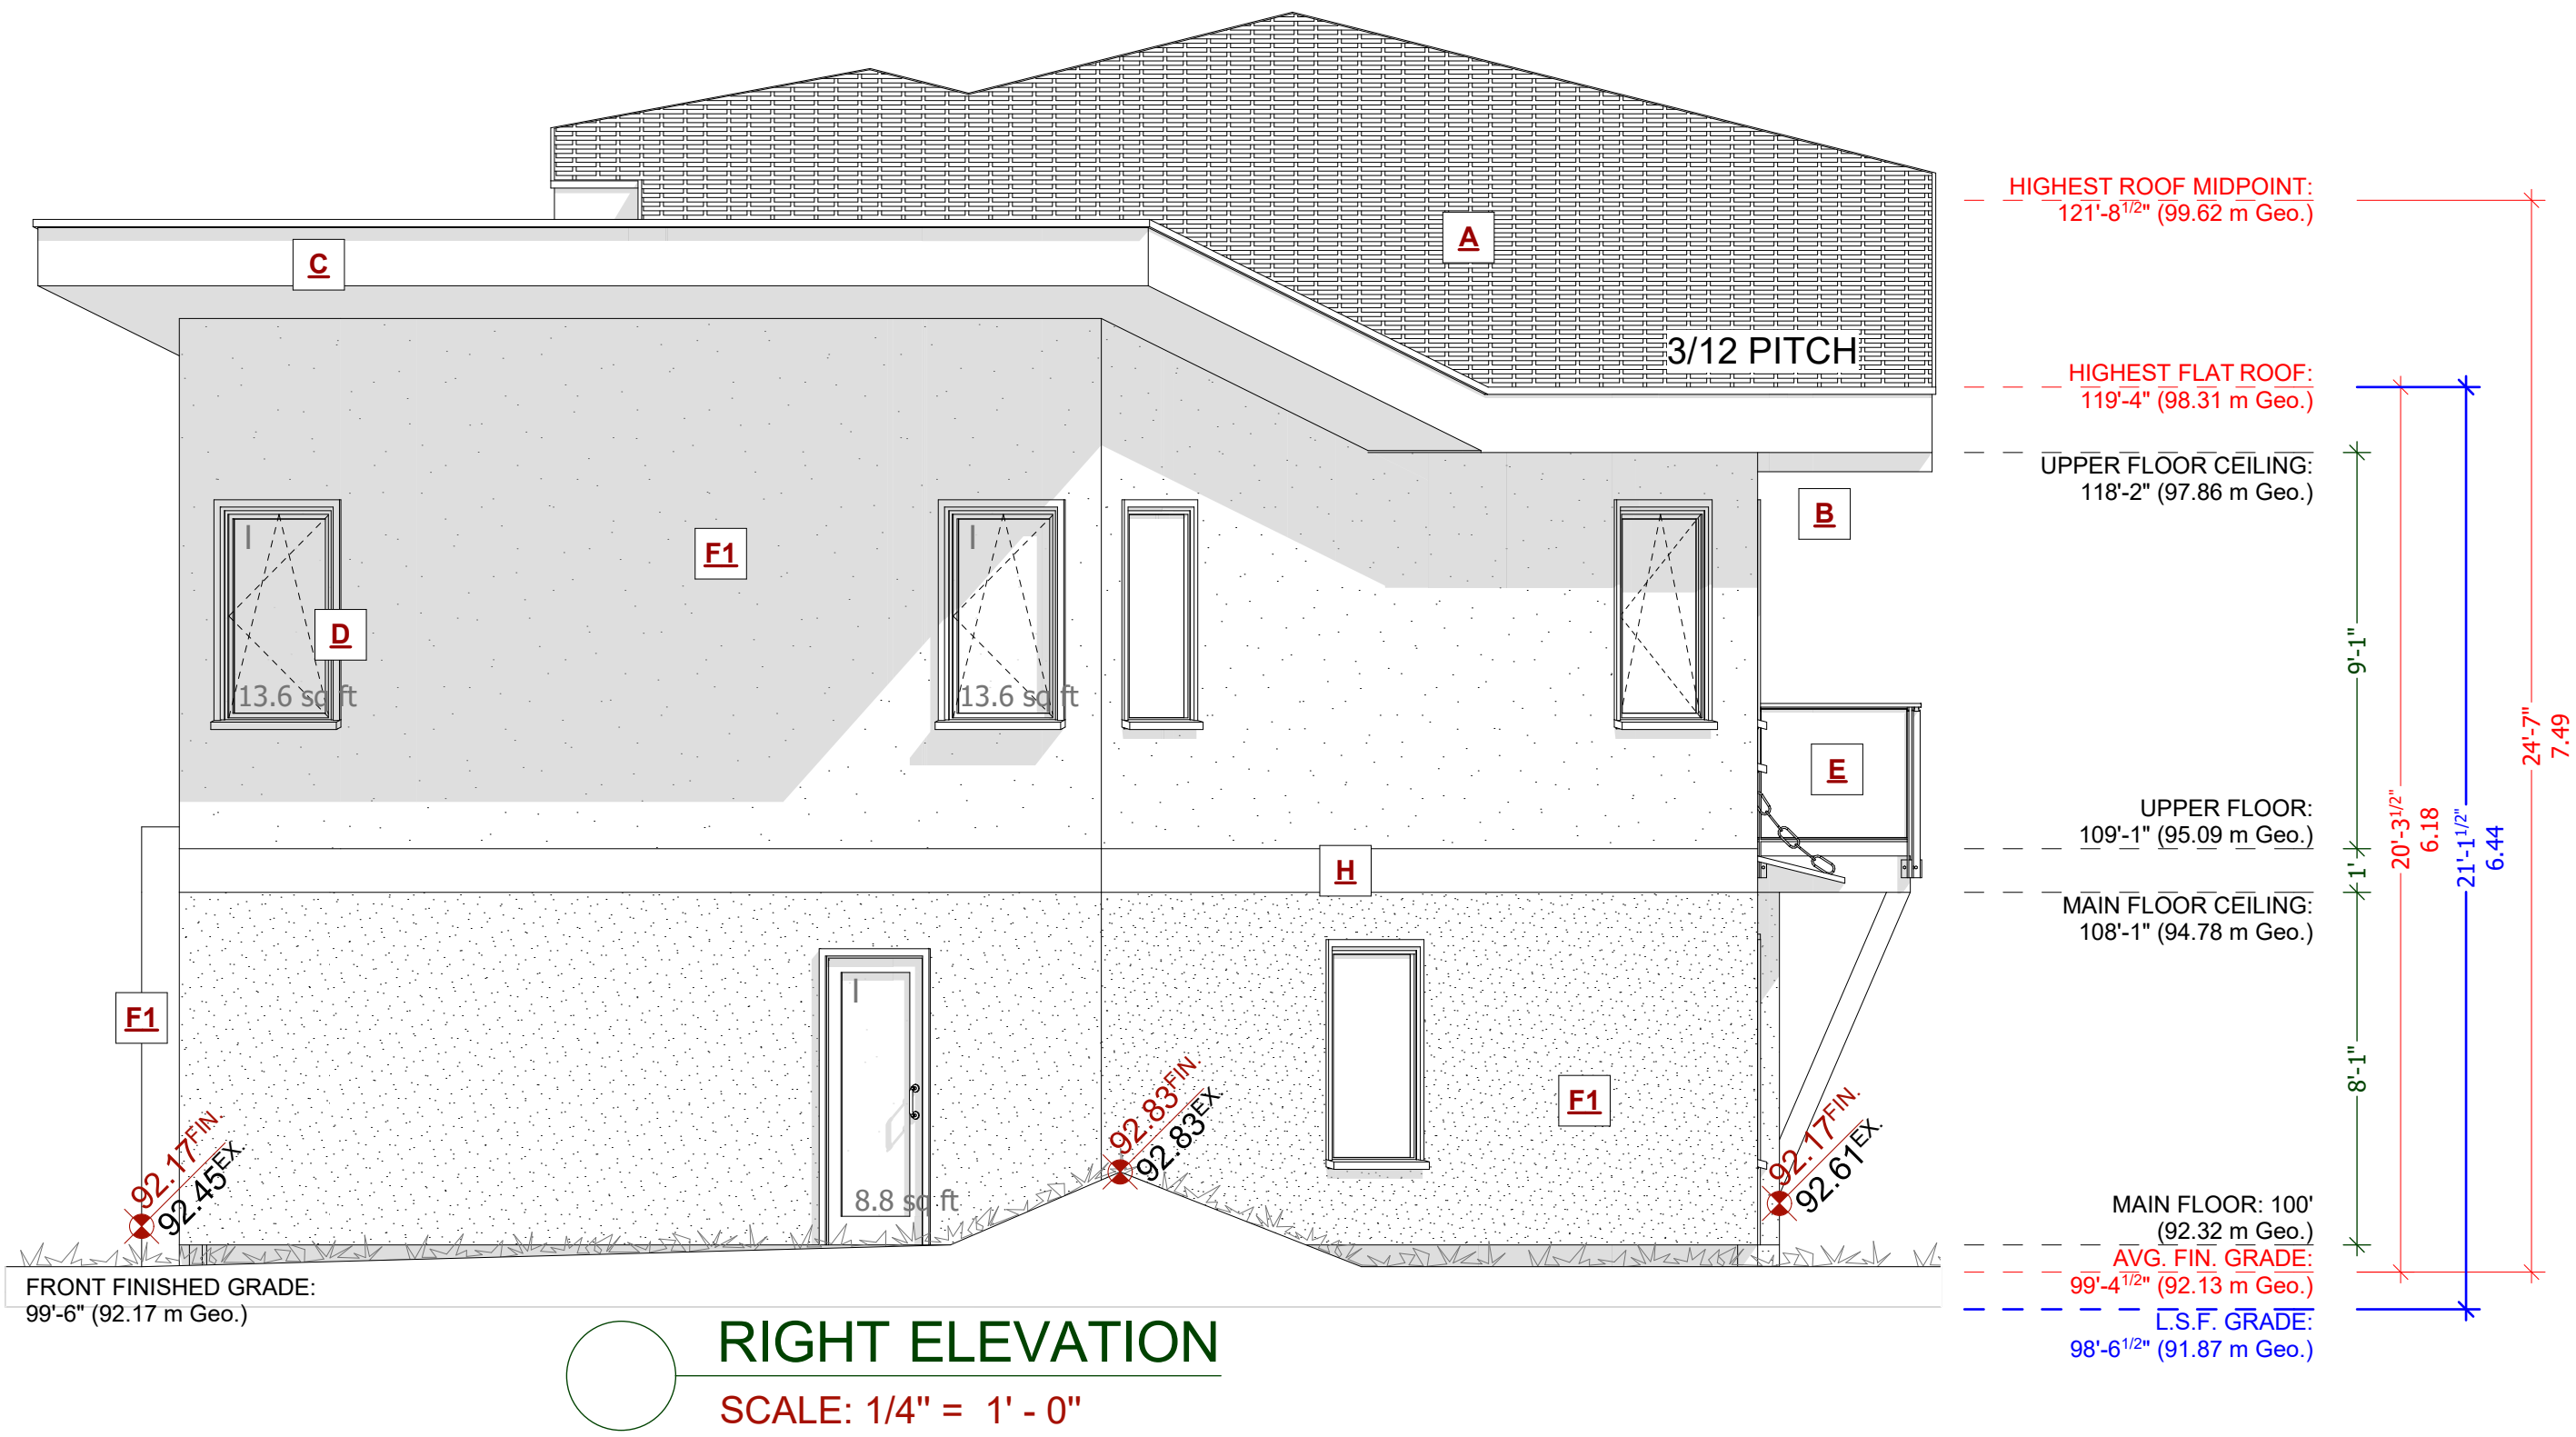 HIGHEST ROOF MIDPOINT:
121'-8 1/2" (99.62 m Geo.)
A
C
3/12 PITCH
HIGHEST FLAT ROOF:
119'-4" (98.31 m Geo.)
UPPER FLOOR CEILING:
118'-2" (97.86 m Geo.)
B
I
I
F1
D
13.6 sq ft
13.6 sq ft
9'-1"
24'-7"
7.49
E
UPPER FLOOR:
109'-1" (95.09 m Geo.)
20'-3 1/2"
6.18
21'-1 1/2"
6.44
H
1'
MAIN FLOOR CEILING:
108'-1" (94.78 m Geo.)
I
F1
F1
8'-1"
92.17 FIN.
92.45 EX.
92.83 FIN.
92.83 EX.
92.17 FIN.
92.61 EX.
8.8 sq ft
MAIN FLOOR: 100'
(92.32 m Geo.)
AVG. FIN. GRADE:
99'-4 1/2" (92.13 m Geo.)
FRONT FINISHED GRADE:
99'-6" (92.17 m Geo.)
L.S.F. GRADE:
98'-6 1/2" (91.87 m Geo.)
RIGHT ELEVATION
SCALE: 1/4" = 1' - 0"